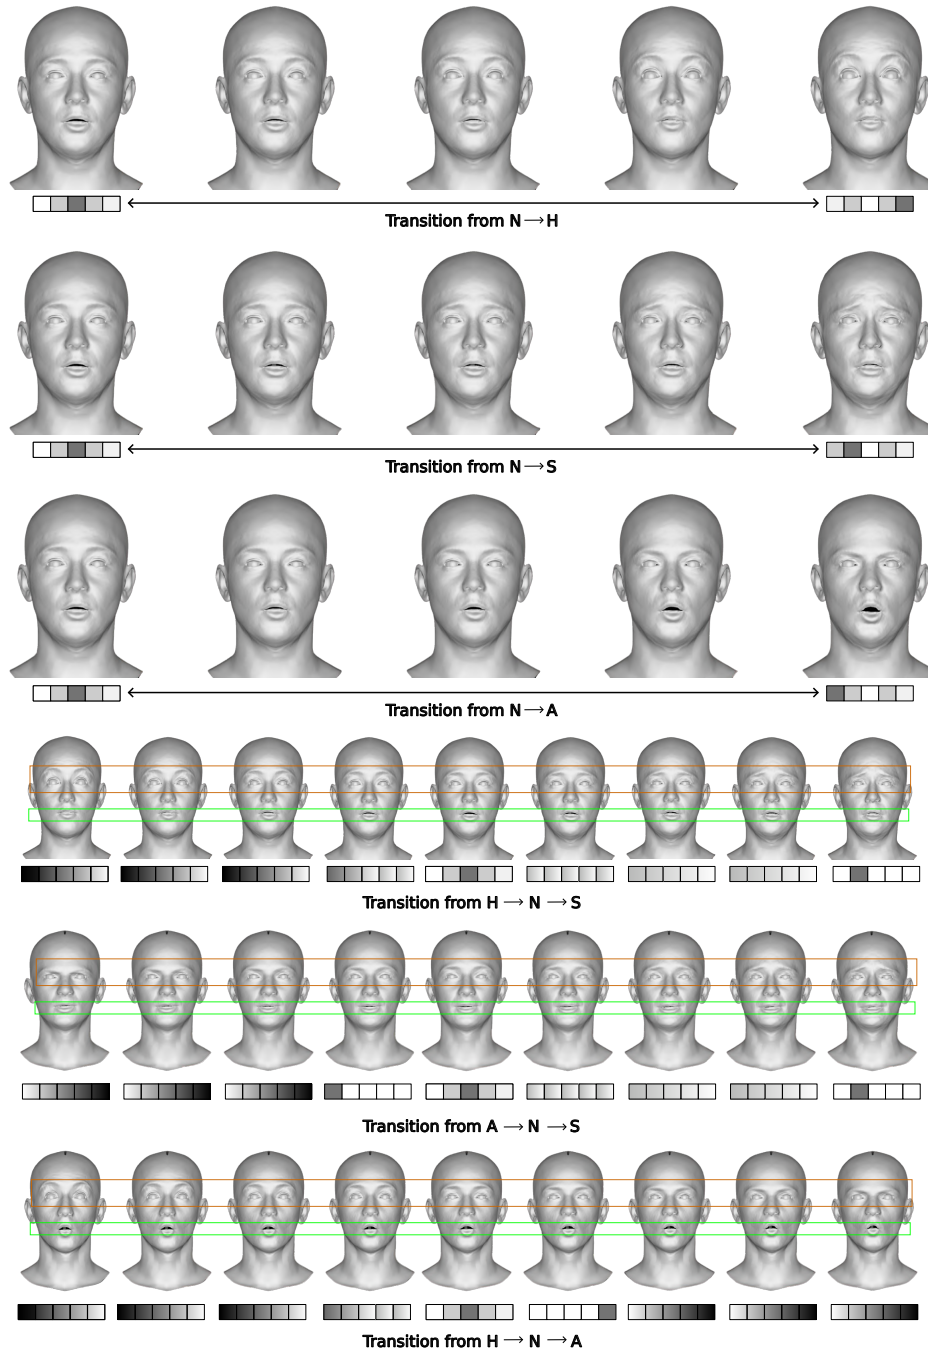 Transition from N → H
Transition from N → S
Transition from N → A
Transition from H → N → S
Transition from A → N → S
Transition from H → N → A